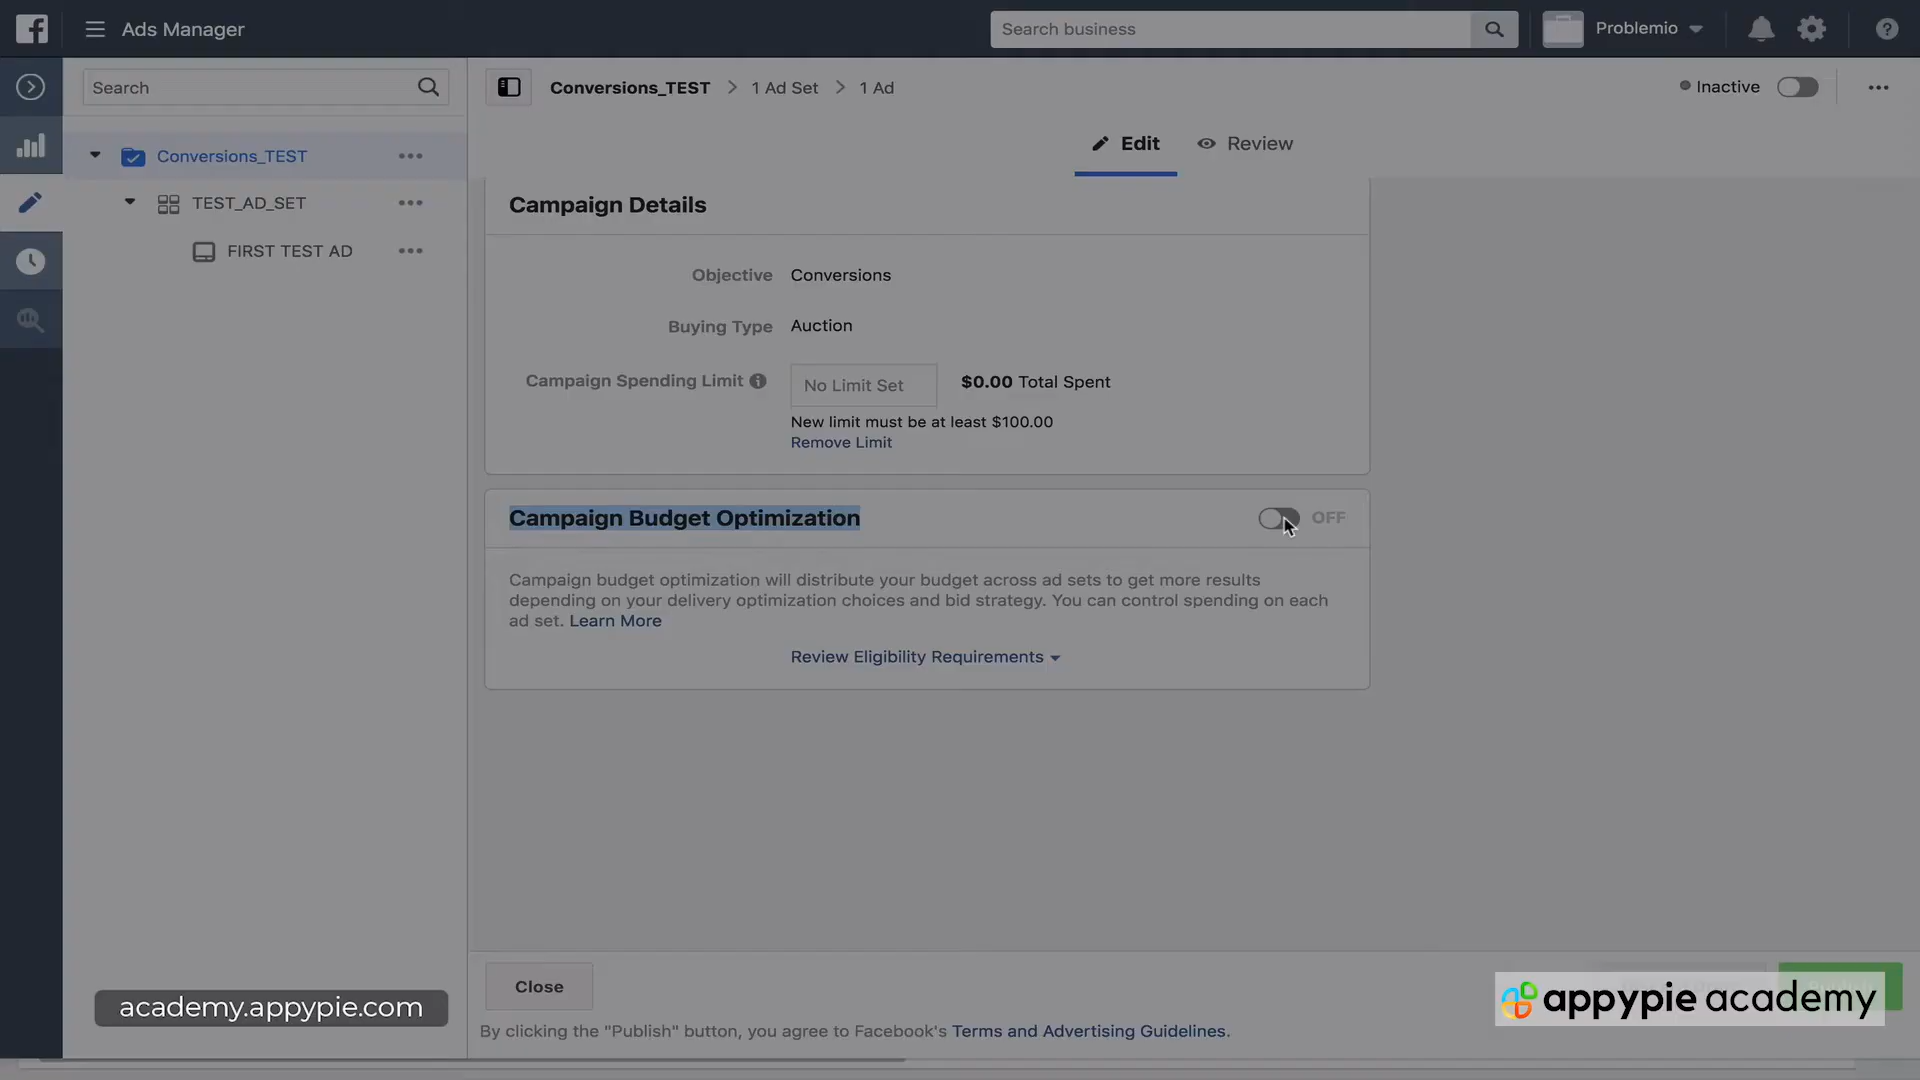 Ads Manager
Search business
Problemio
Search
Conversions_TEST
TEST_AD_SET
FIRST TEST AD
Conversions_TEST > 1 Ad Set > 1 Ad
Inactive
Edit
Review
Campaign Details
Objective Conversions
Buying Type Auction
Campaign Spending Limit No Limit Set $0.00 Total Spent
New limit must be at least $100.00
Remove Limit
Campaign Budget Optimization
OFF
Campaign budget optimization will distribute your budget across ad sets to get more results
depending on your delivery optimization choices and bid strategy. You can control spending on each
ad set. Learn More
Review Eligibility Requirements
Close
By clicking the "Publish" button, you agree to Facebook's Terms and Advertising Guidelines.
academy.appypie.com
appypie academy